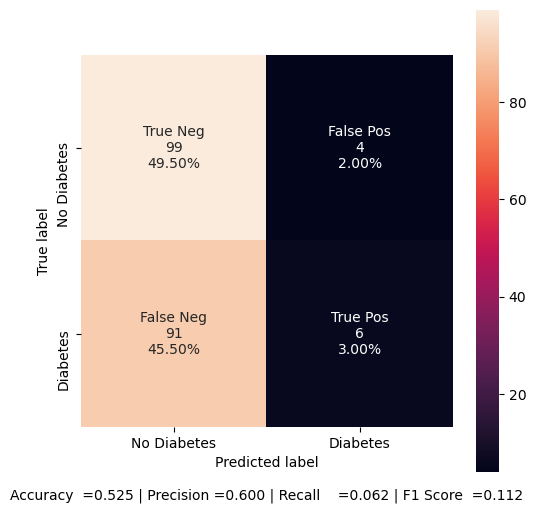 True Neg
99
49.50%
False Pos
4
2.00%
False Neg
91
45.50%
True Pos
6
3.00%
True label
No Diabetes
Diabetes
No Diabetes
Diabetes
Predicted label
80
60
40
20
Accuracy  =0.525 | Precision =0.600 | Recall    =0.062 | F1 Score  =0.112